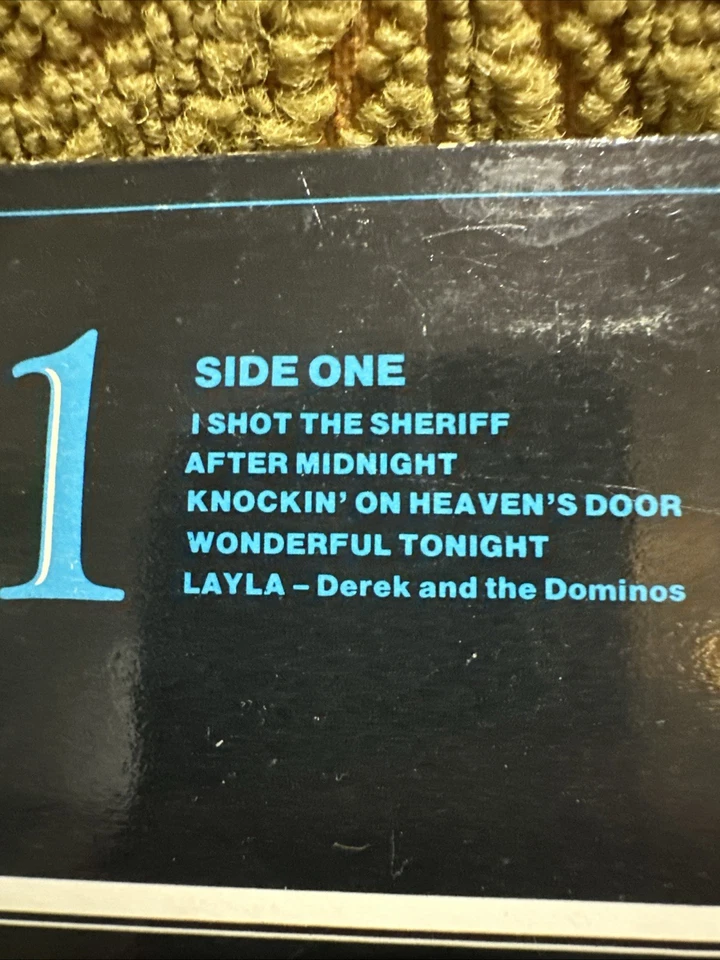 1
SIDE ONE
I SHOT THE SHERIFF
AFTER MIDNIGHT
KNOCKIN' ON HEAVEN'S DOOR
WONDERFUL TONIGHT
LAYLA – Derek and the Dominos